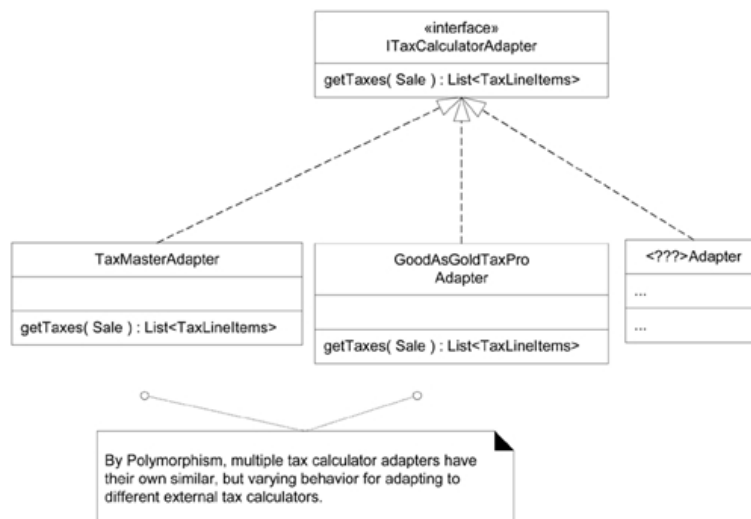 «interface»
ITaxCalculatorAdapter
getTaxes( Sale ) : List<TaxLineItems>
TaxMasterAdapter
getTaxes( Sale ) : List<TaxLineItems>
GoodAsGoldTaxPro
Adapter
getTaxes( Sale ) : List<TaxLineItems>
<???>Adapter
...
...
By Polymorphism, multiple tax calculator adapters have
their own similar, but varying behavior for adapting to
different external tax calculators.